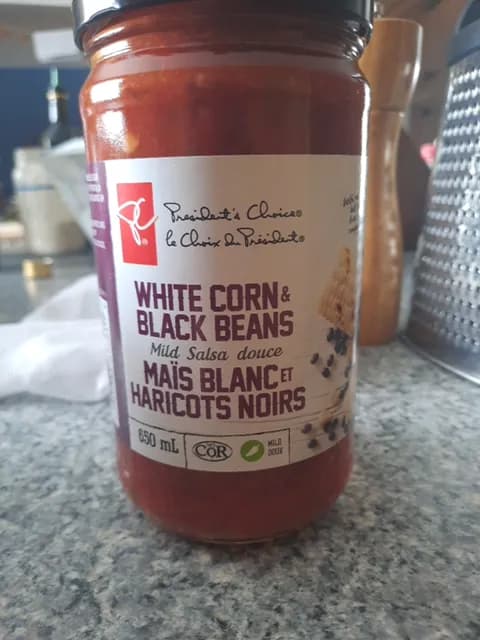 President's Choice®
le Choix du Président®
WHITE CORN &
BLACK BEANS
Mild Salsa douce
MAÏS BLANC ET
HARICOTS NOIRS
650 mL
COR
MILD
DOUX